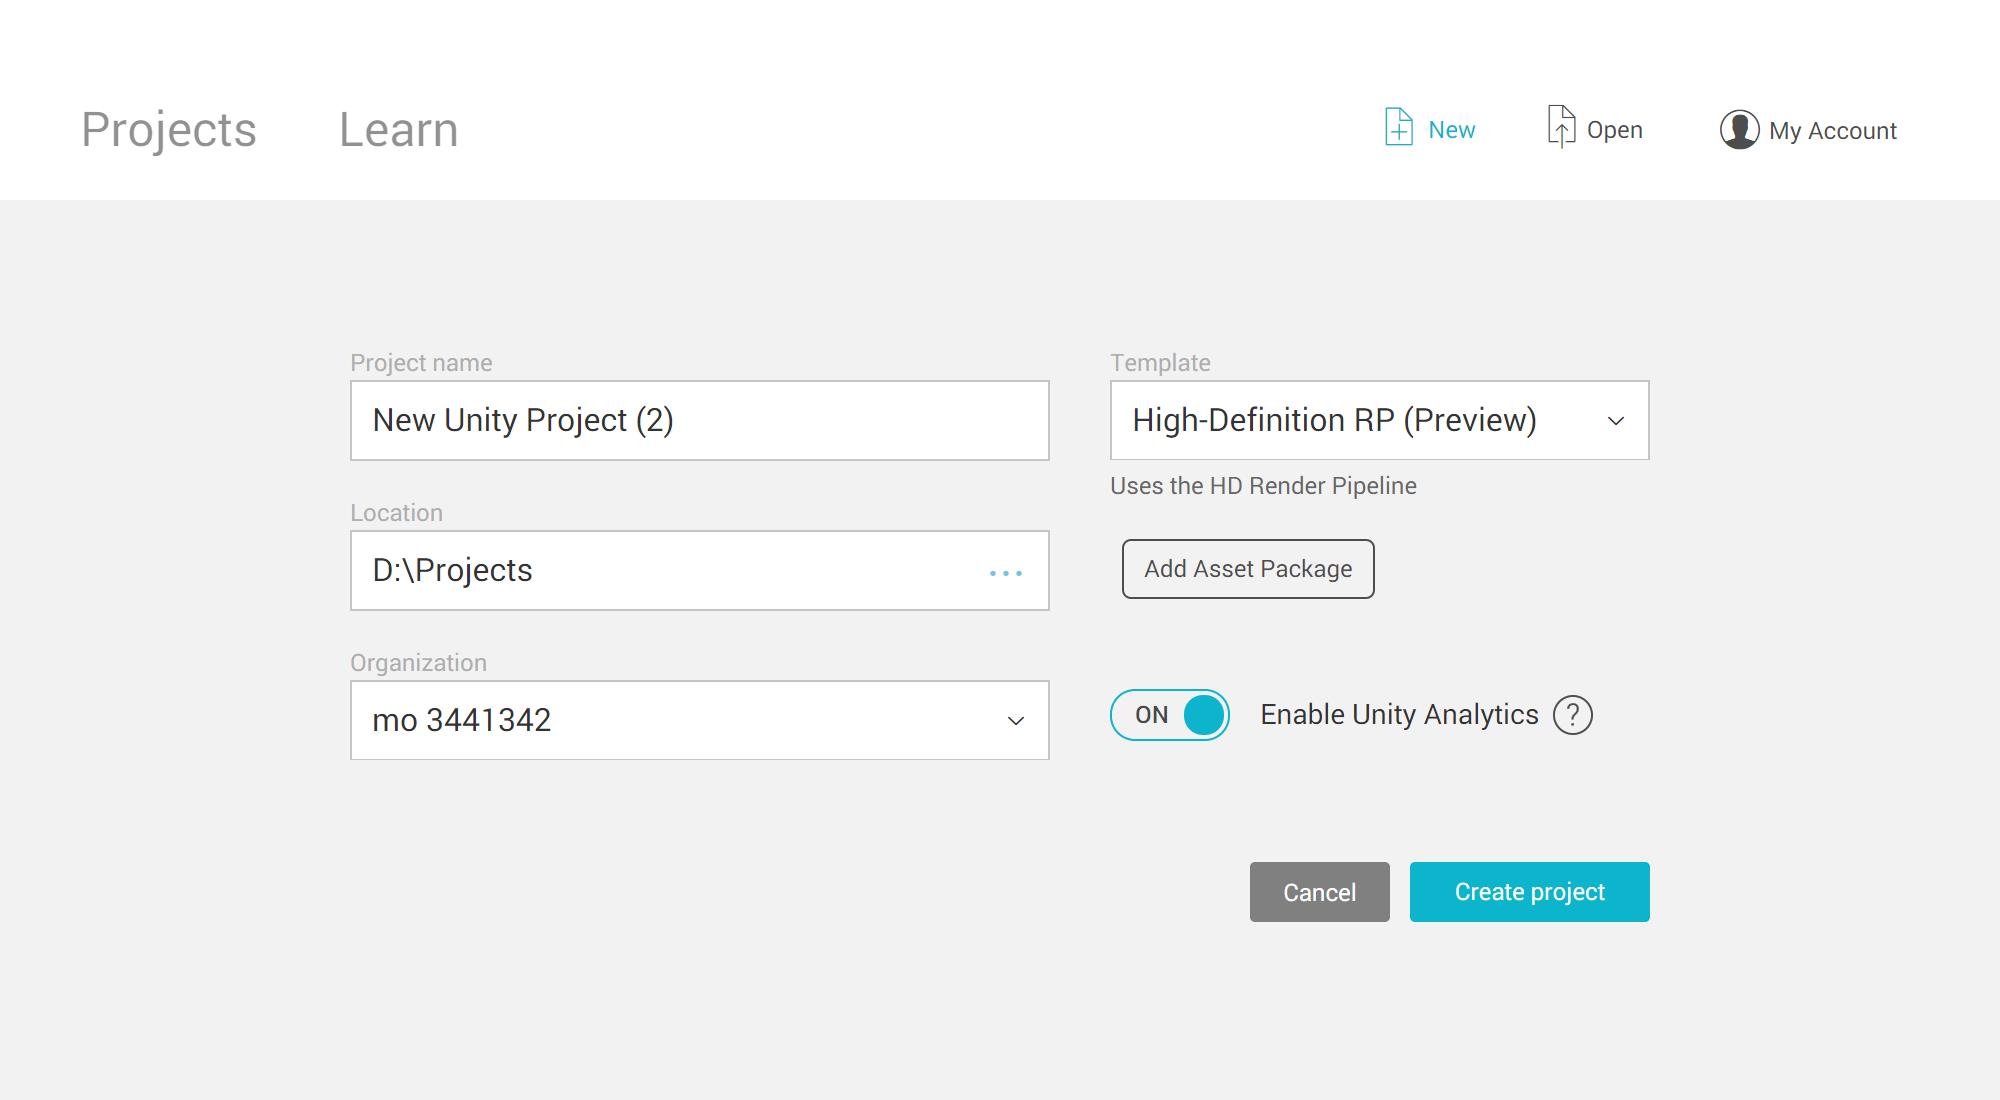 Projects
Learn
New
Open
My Account
Project name
New Unity Project (2)
Location
D:\Projects
...
Organization
mo 3441342
Template
High-Definition RP (Preview)
Uses the HD Render Pipeline
Add Asset Package
ON
Enable Unity Analytics ?
Cancel
Create project